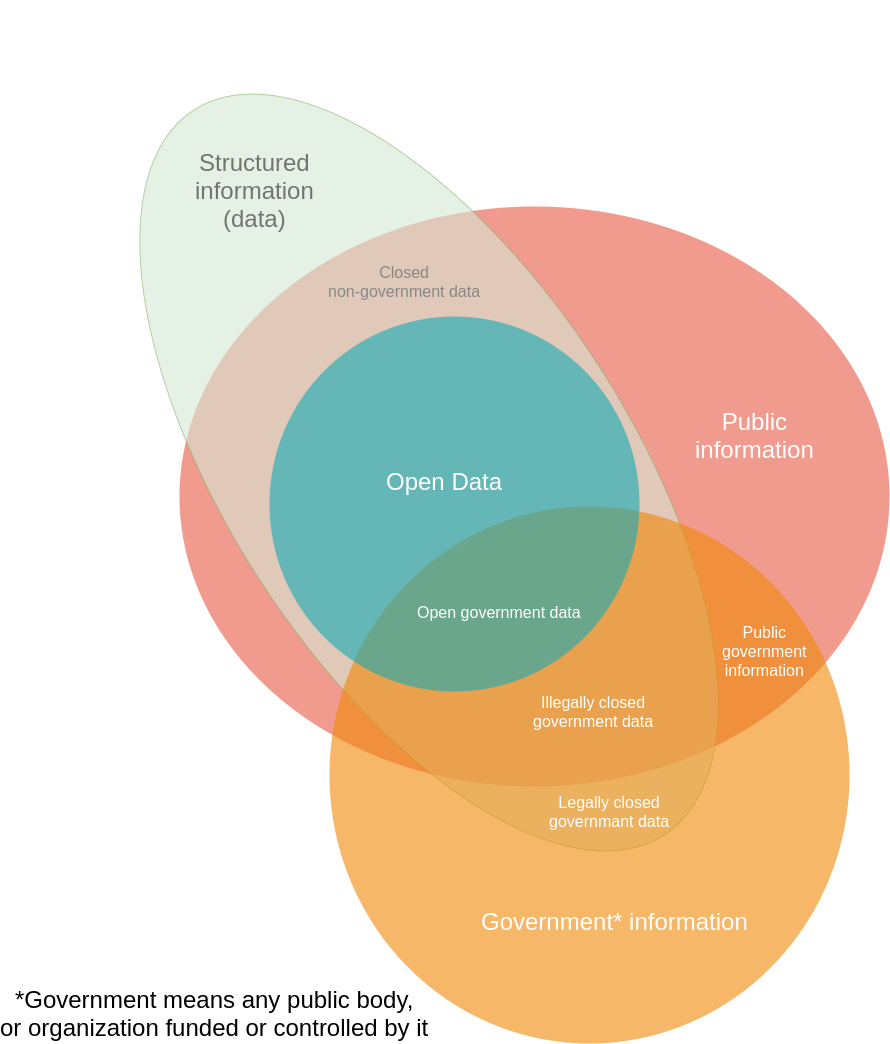 Structured
information
(data)
Closed
non-government data
Public
information
Open Data
Open government data
Public
government
information
Illegally closed
government data
Legally closed
governmant data
Government* information
*Government means any public body,
or organization funded or controlled by it